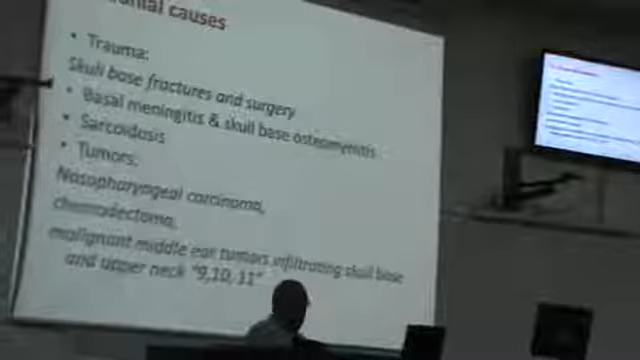 causes
• Trauma:
Skull base fractures and surgery
• Basal meningitis & skull base osteomyelitis
• Sarcoidosis
• Tumors,
Nasopharyngeal carcinoma,
chemodectoma,
malignant middle ear tumors infiltrating skull base
and upper neck "9,10, 11"